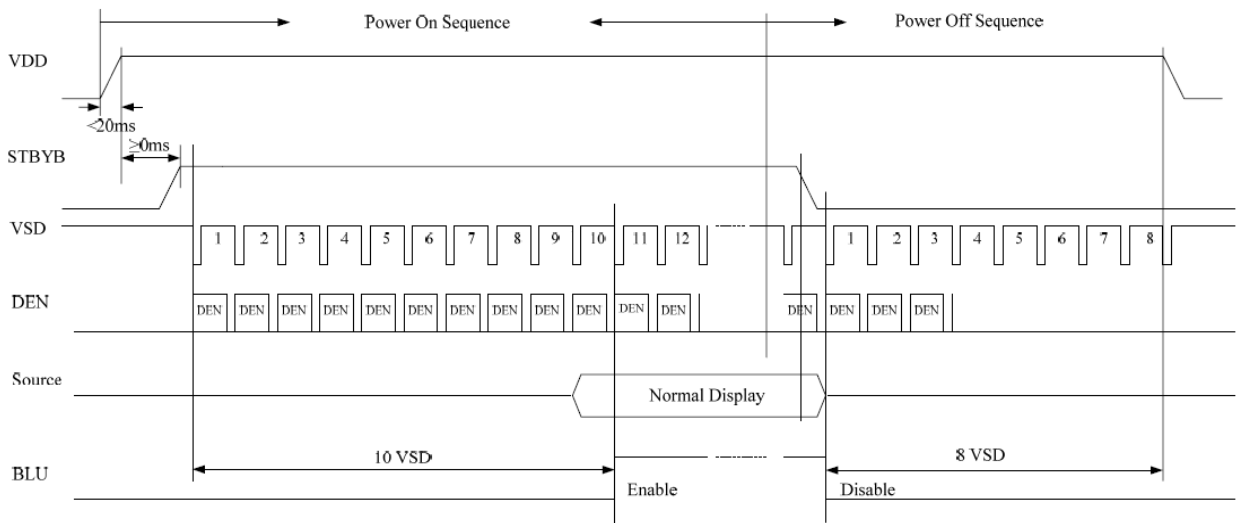 Power On Sequence Power Off Sequence
VDD
<20ms
≥0ms
STBYB
VSD 1 2 3 4 5 6 7 8 9 10 11 12 1 2 3 4 5 6 7 8
DEN DEN DEN DEN DEN DEN DEN DEN DEN DEN DEN DEN DEN DEN DEN DEN DEN
Source Normal Display
10 VSD 8 VSD
BLU
Enable Disable